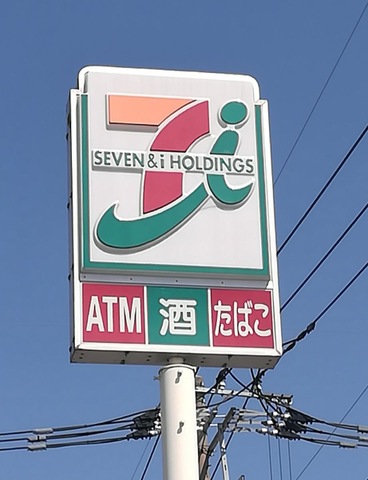 SEVEN & i HOLDINGS
ATM 酒 たばこ